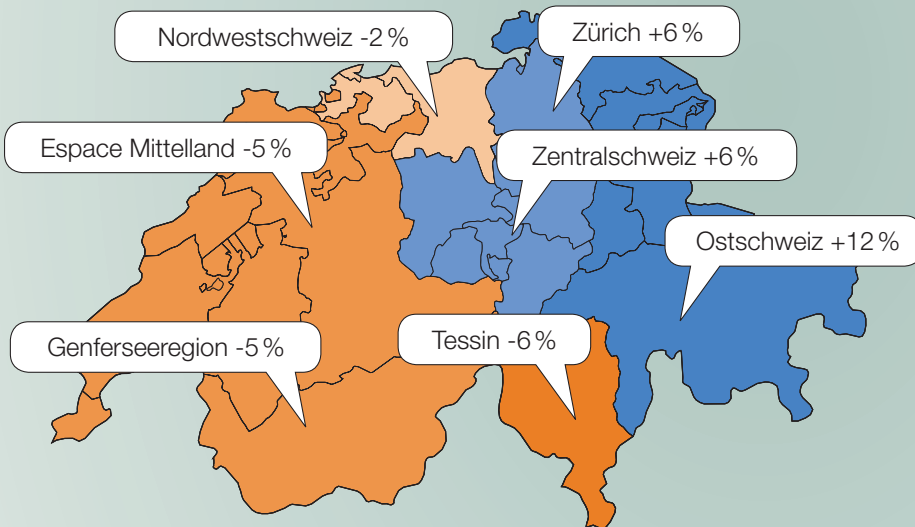 Nordwestschweiz -2 %
Zürich +6 %
Espace Mittelland -5 %
Zentralschweiz +6 %
Ostschweiz +12 %
Genferseeregion -5 %
Tessin -6 %